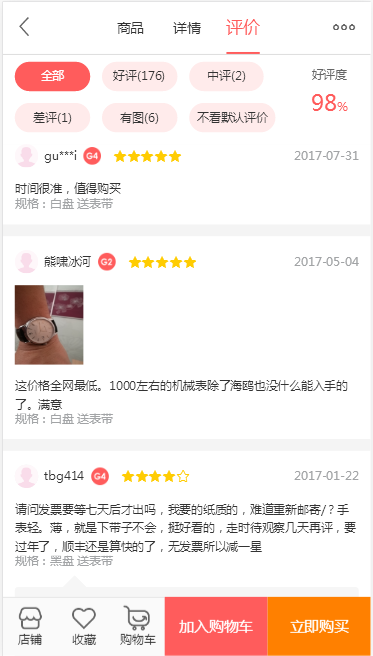 商品 详情 评价
全部 好评(176) 中评(2) 好评度
98%
差评(1) 有图(6) 不看默认评价
gu***i G4 2017-07-31
时间很准，值得购买
规格：白盘 送表带
熊啸冰河 G2 2017-05-04
这价格全网最低。1000左右的机械表除了海鸥也没什么能入手的
了。满意
规格：白盘 送表带
tbg414 G4 2017-01-22
请问发票要等七天后才出吗，我要的纸质的，难道重新邮寄/？手
表轻。薄，就是下带子不会，挺好看的，走时待观察几天再评，要
过年了，顺丰还是算快的了，无发票所以减一星
规格：黑盘 送表带
店铺 收藏 购物车 加入购物车 立即购买